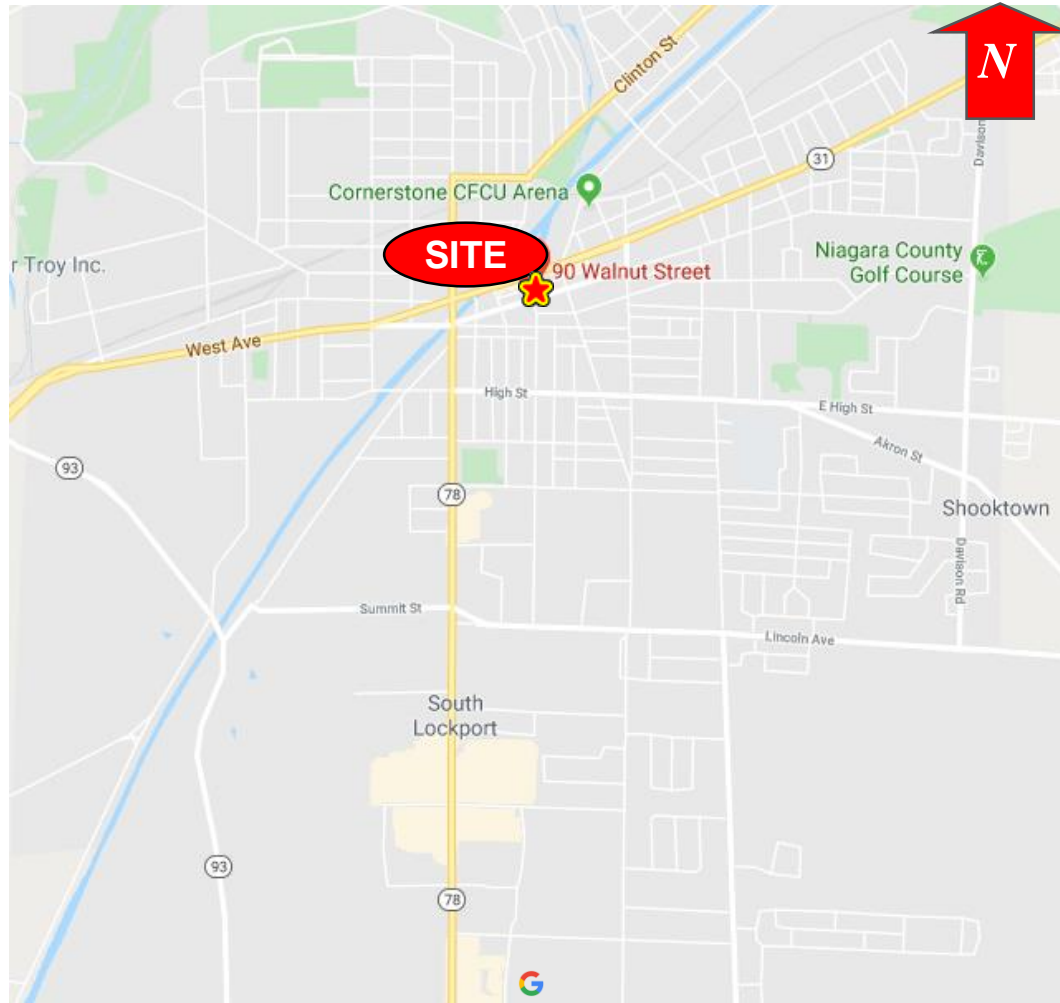 N
Clinton St
Davison
31
Cornerstone CFCU Arena
SITE
90 Walnut Street
Niagara County
Golf Course
r Troy Inc.
West Ave
High St
E High St
Akron St
93
78
Shooktown
Davison Rd
Summit St
Lincoln Ave
South
Lockport
93
78
G